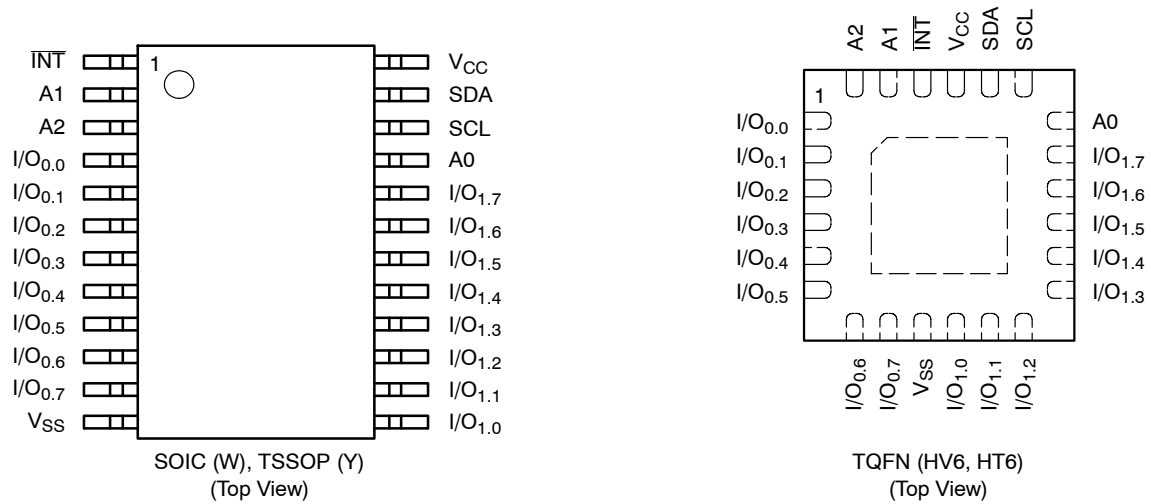 INT
A1
A2
I/O0.0
I/O0.1
I/O0.2
I/O0.3
I/O0.4
I/O0.5
I/O0.6
I/O0.7
VSS
1
VCC
SDA
SCL
A0
I/O1.7
I/O1.6
I/O1.5
I/O1.4
I/O1.3
I/O1.2
I/O1.1
I/O1.0
SOIC (W), TSSOP (Y)
(Top View)
A2
A1
INT
VCC
SDA
SCL
1
I/O0.0
I/O0.1
I/O0.2
I/O0.3
I/O0.4
I/O0.5
A0
I/O1.7
I/O1.6
I/O1.5
I/O1.4
I/O1.3
I/O0.6
I/O0.7
VSS
I/O1.0
I/O1.1
I/O1.2
TQFN (HV6, HT6)
(Top View)